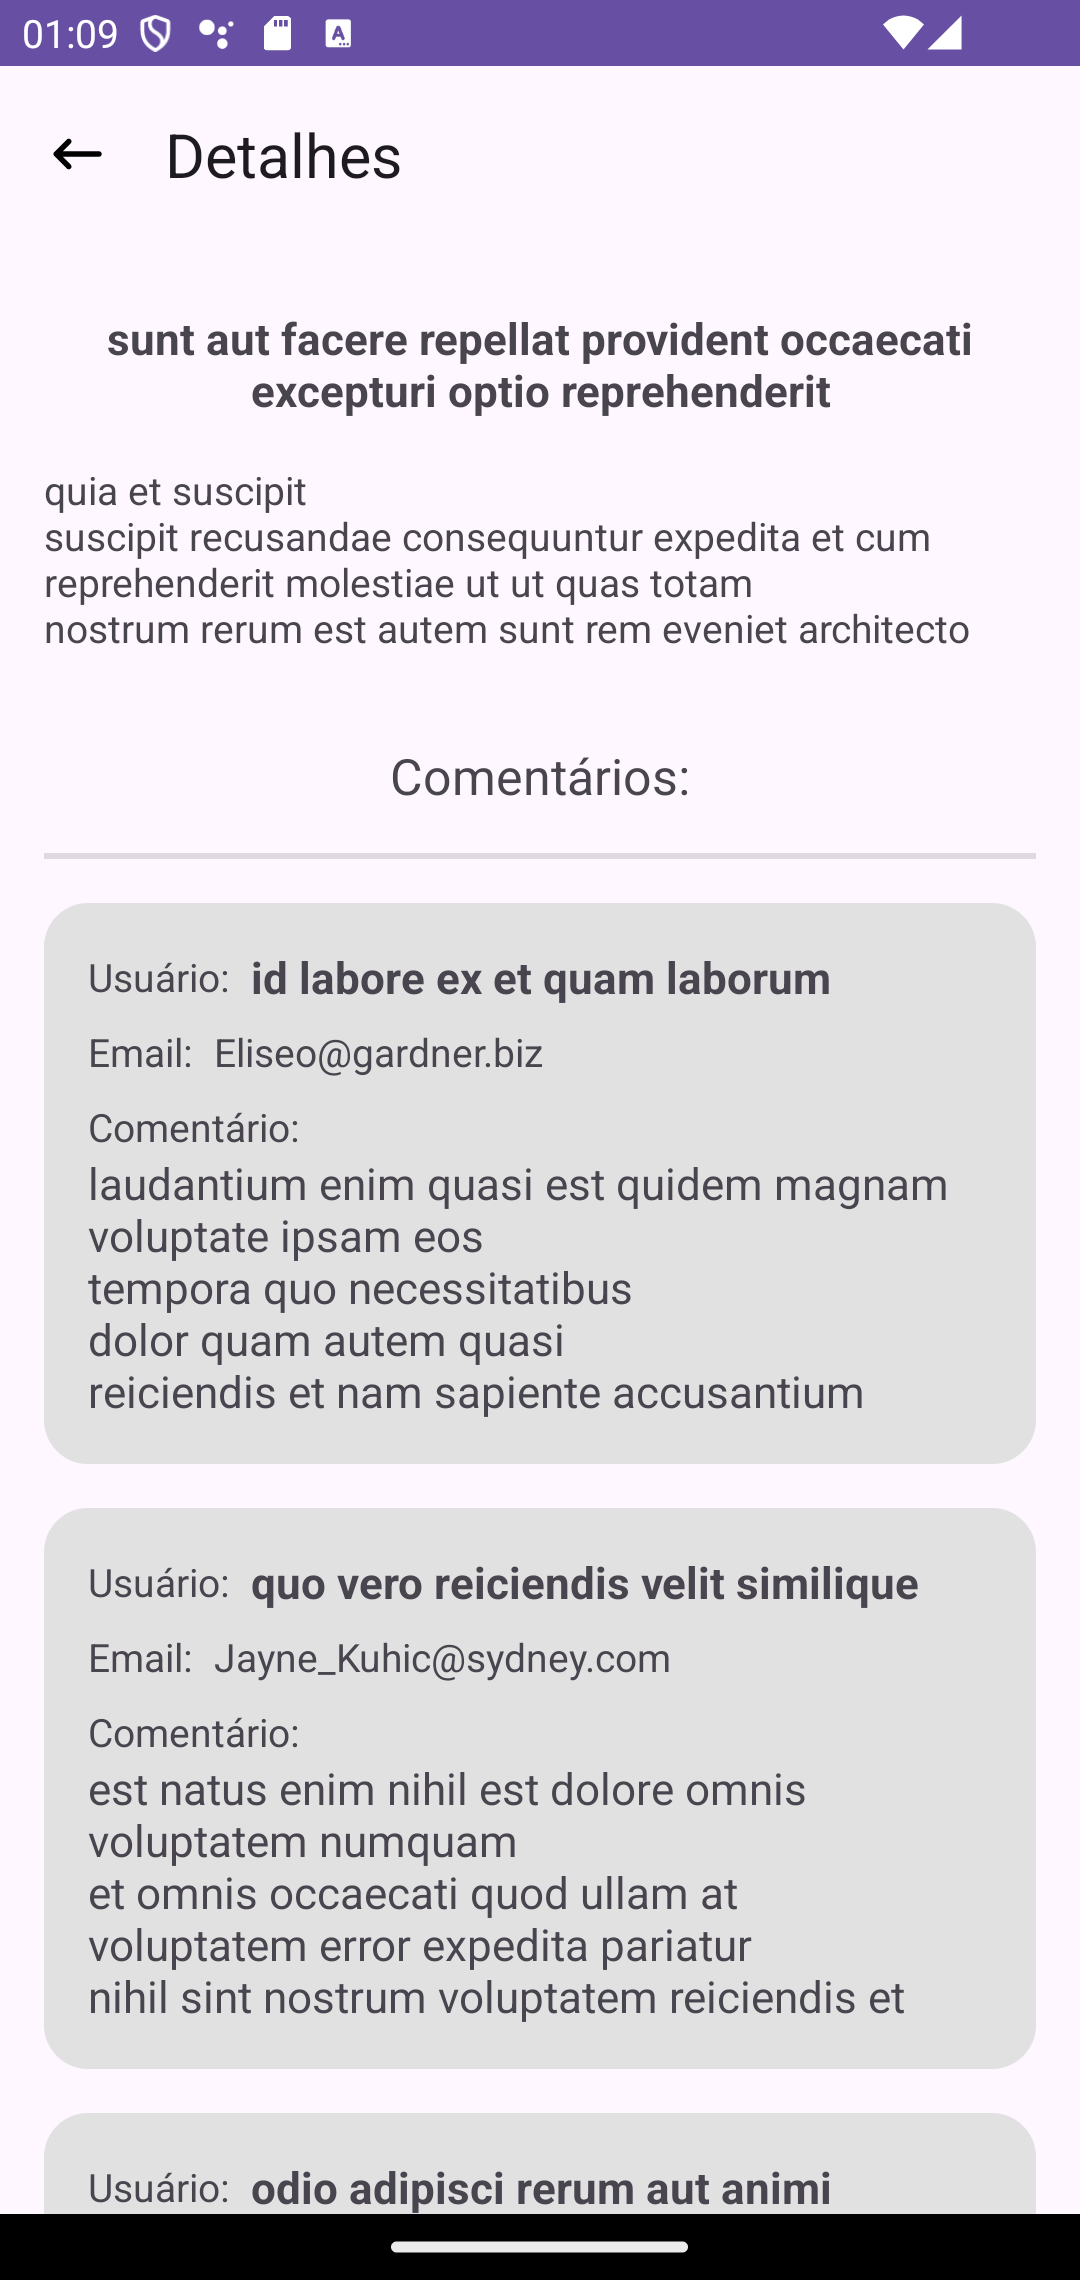 01:09
Detalhes
sunt aut facere repellat provident occaecati
excepturi optio reprehenderit
quia et suscipit
suscipit recusandae consequuntur expedita et cum
reprehenderit molestiae ut ut quas totam
nostrum rerum est autem sunt rem eveniet architecto
Comentários:
Usuário: id labore ex et quam laborum
Email: Eliseo@gardner.biz
Comentário:
laudantium enim quasi est quidem magnam
voluptate ipsam eos
tempora quo necessitatibus
dolor quam autem quasi
reiciendis et nam sapiente accusantium
Usuário: quo vero reiciendis velit similique
Email: Jayne_Kuhic@sydney.com
Comentário:
est natus enim nihil est dolore omnis
voluptatem numquam
et omnis occaecati quod ullam at
voluptatem error expedita pariatur
nihil sint nostrum voluptatem reiciendis et
Usuário: odio adipisci rerum aut animi